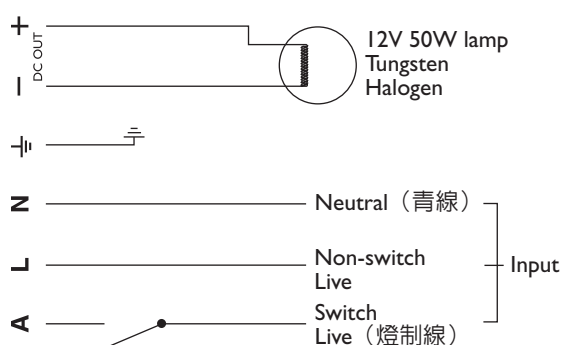 +
DC OUT
−
12V 50W lamp
Tungsten
Halogen
N
Neutral（青線）
L
Non-switch
Live
Input
A
Switch
Live（燈制線）